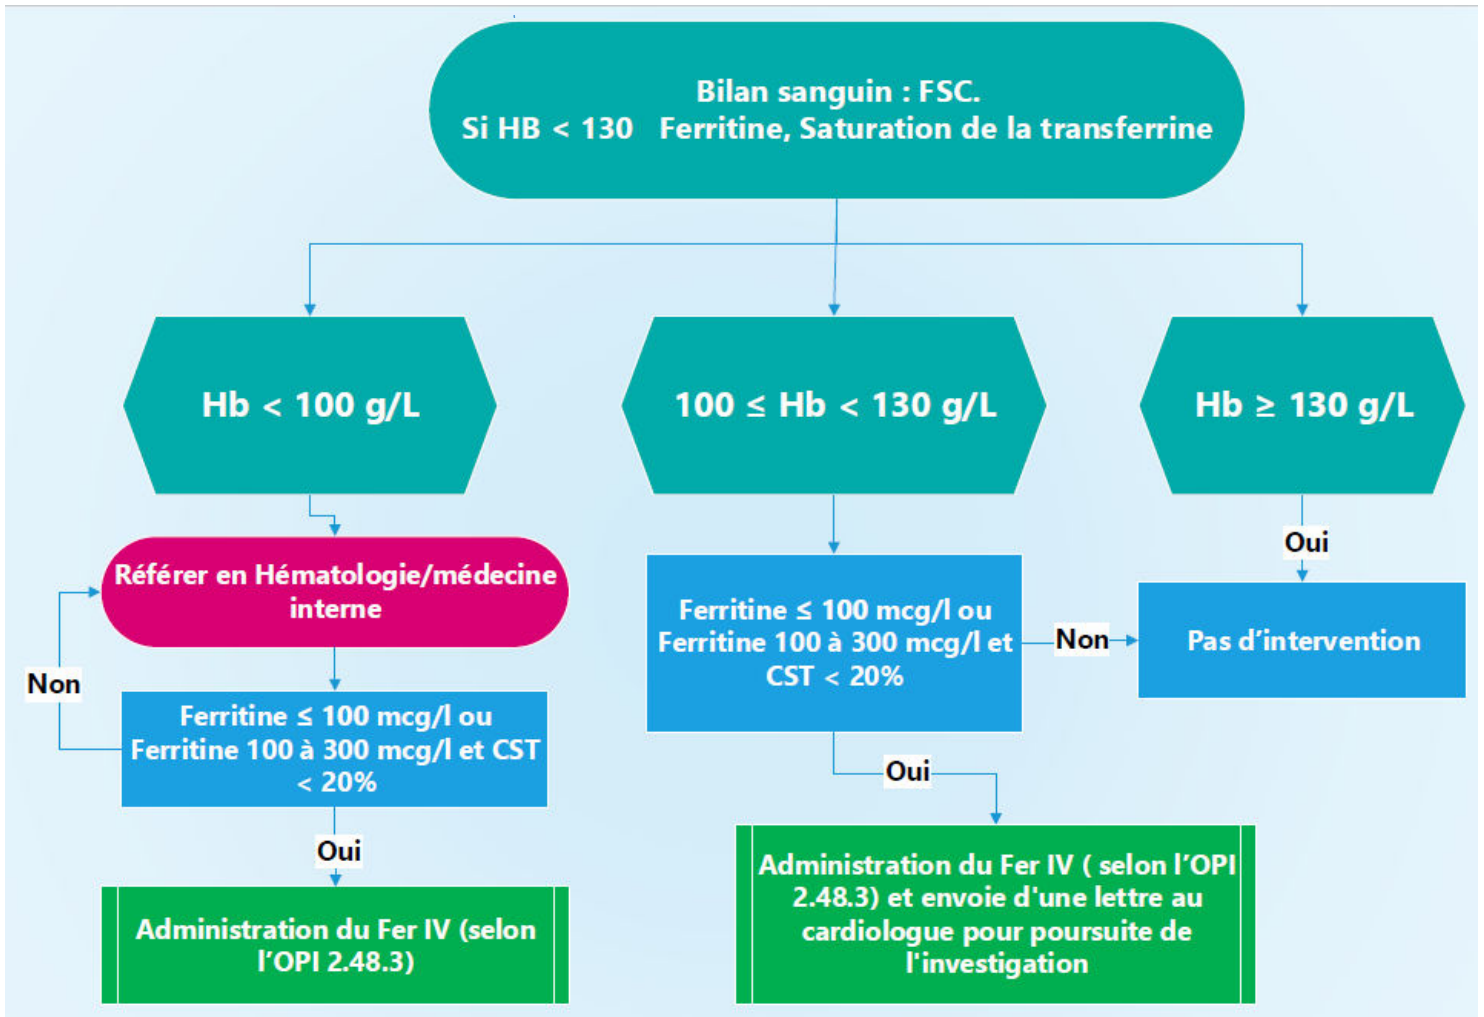 Bilan sanguin : FSC.
Si HB < 130   Ferritine, Saturation de la transferrine
Hb < 100 g/L
100 ≤ Hb < 130 g/L
Hb ≥ 130 g/L
Oui
Référer en Hématologie/médecine
interne
Ferritine ≤ 100 mcg/l ou
Ferritine 100 à 300 mcg/l et
CST < 20%
Non
Pas d’intervention
Non
Ferritine ≤ 100 mcg/l ou
Ferritine 100 à 300 mcg/l et CST
< 20%
Oui
Oui
Administration du Fer IV (selon
l’OPI 2.48.3)
Administration du Fer IV ( selon l’OPI
2.48.3) et envoie d'une lettre au
cardiologue pour poursuite de
l'investigation